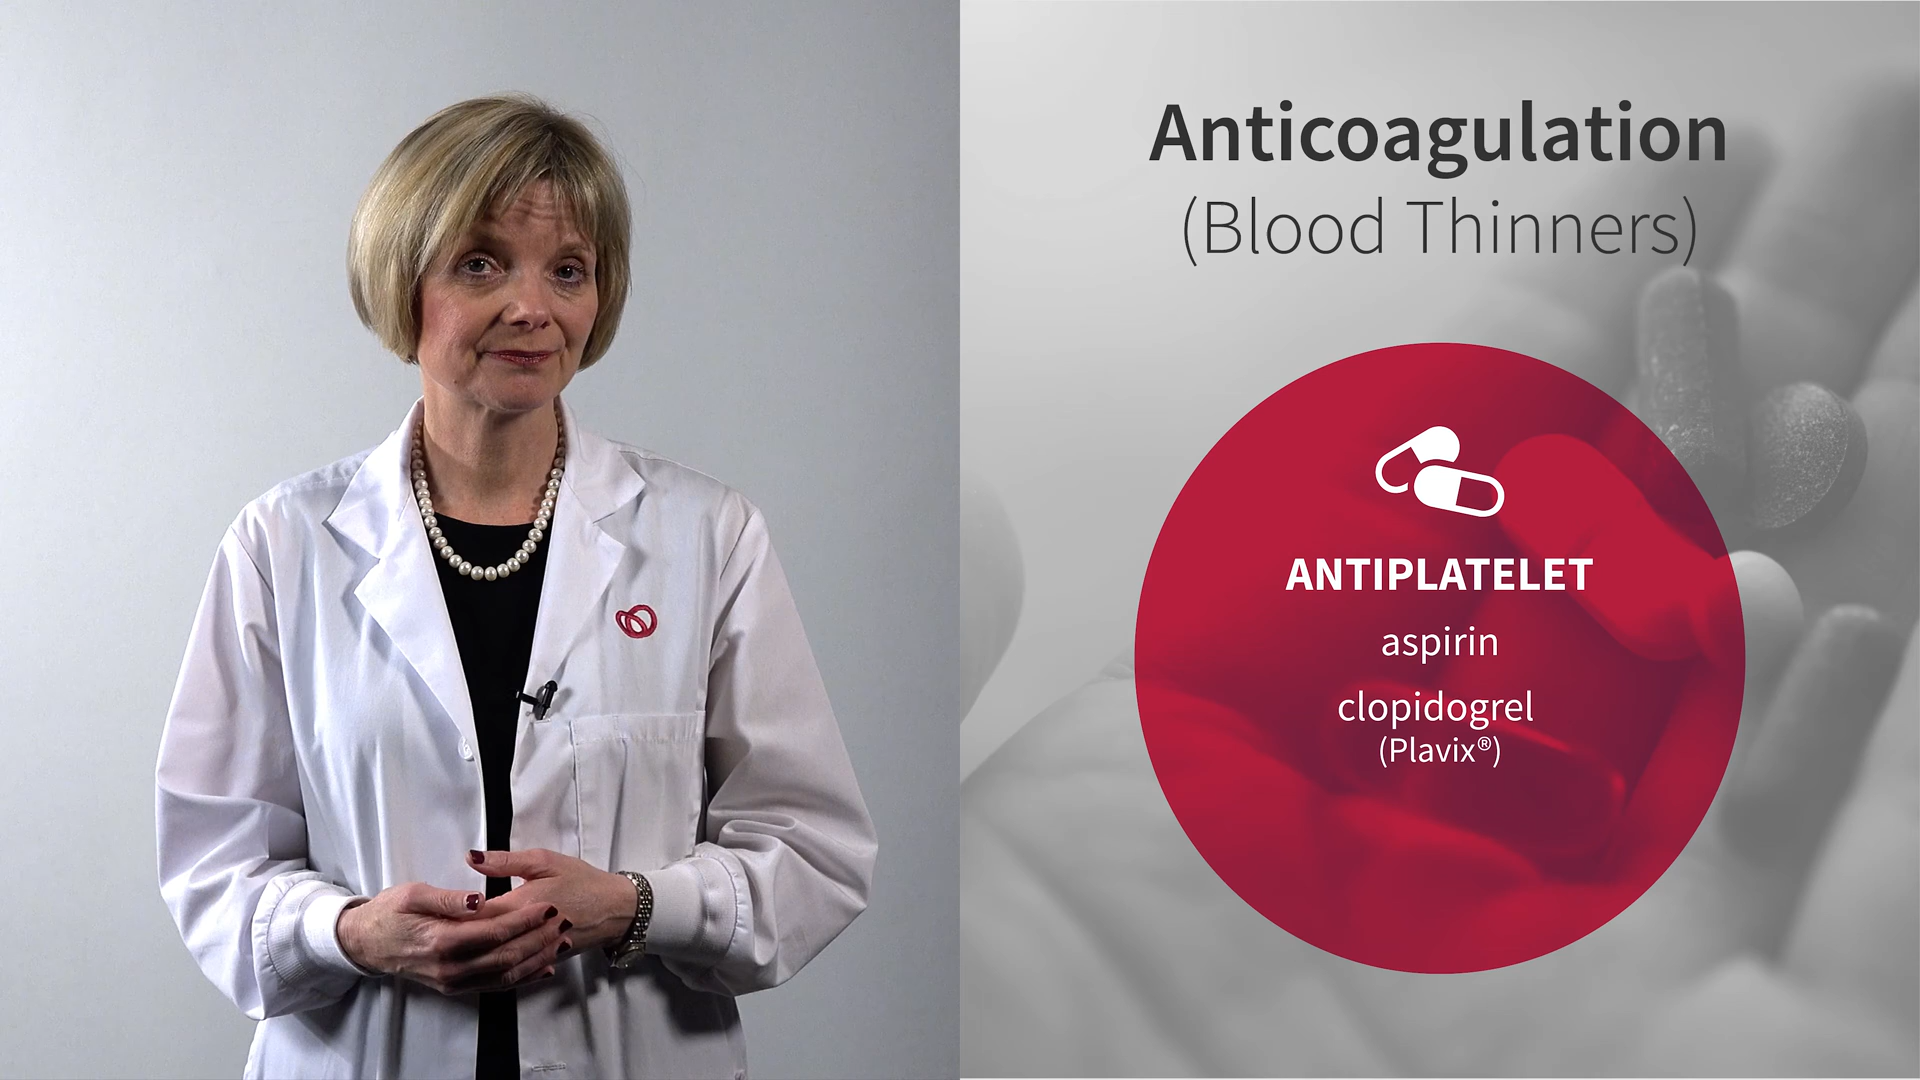 Anticoagulation
(Blood Thinners)
ANTIPLATELET
aspirin
clopidogrel
(Plavix®)